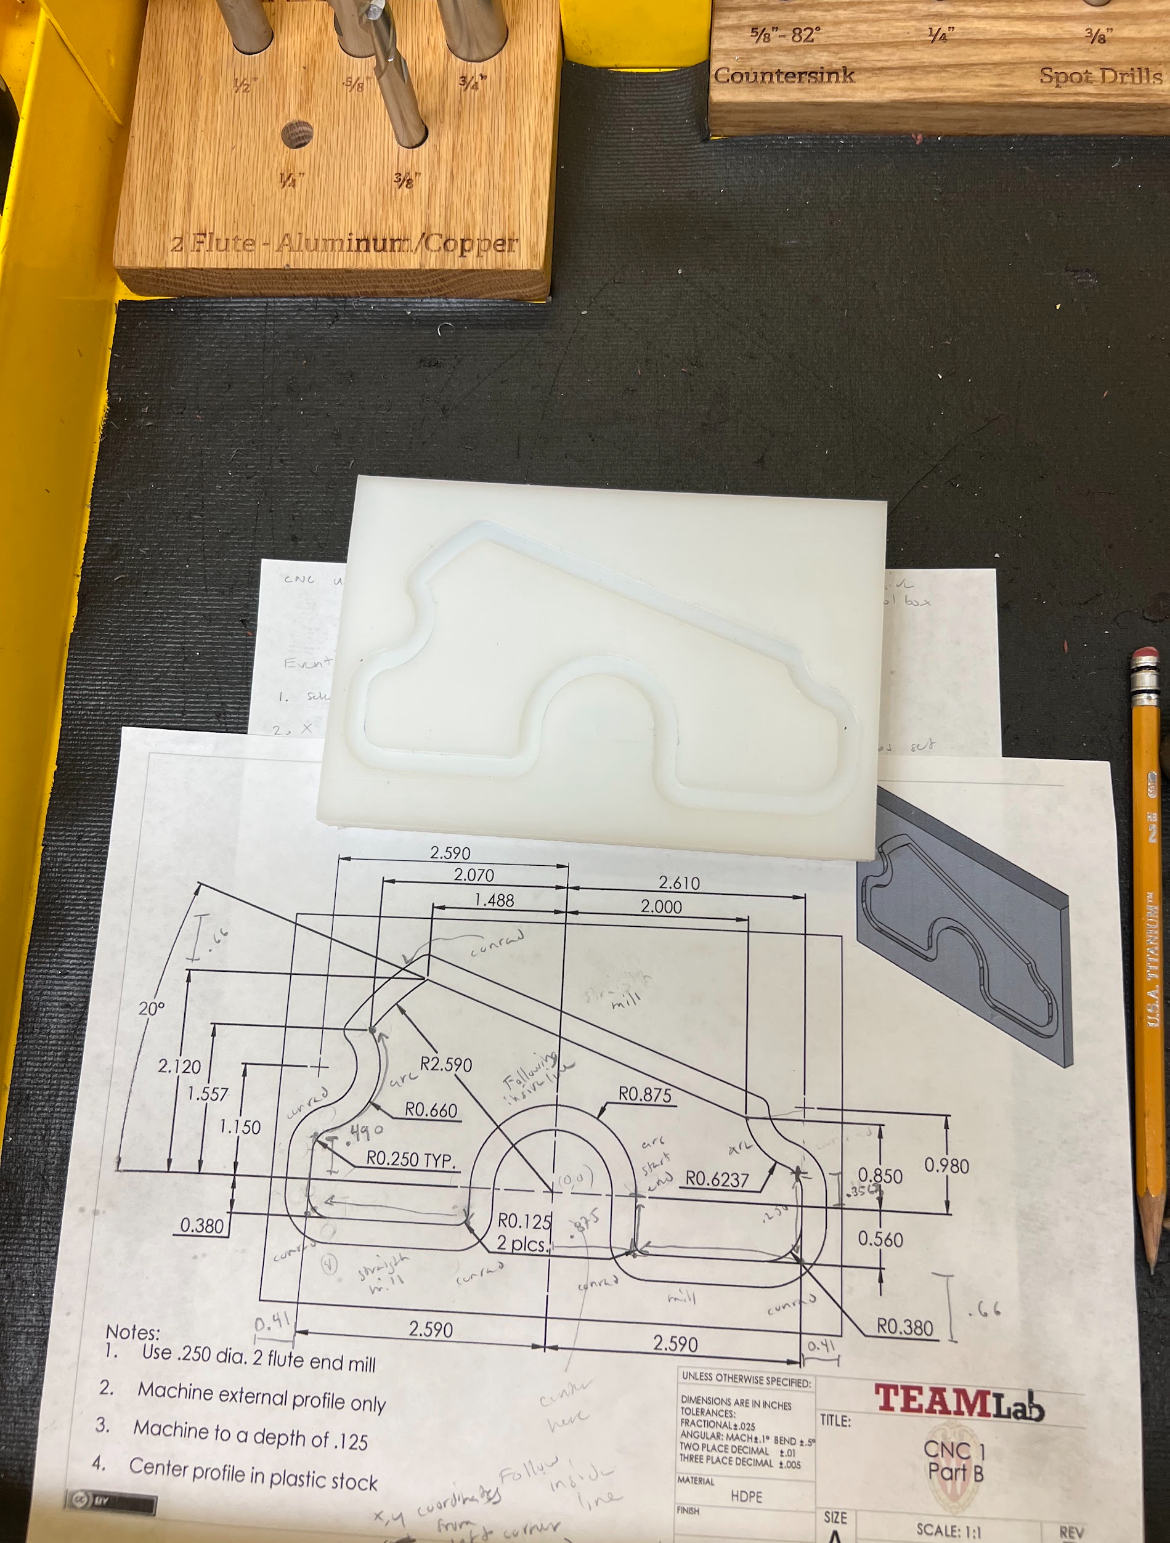 5/8"- 82°
1/4"
3/8"
Countersink
Spot Drills
1/2"
5/8"
3/4"
1/4"
3/8"
2 Flute - Aluminum/Copper
CNC
box
Event
1.
2. X
set
2.590
2.070
2.610
1.488
2.000
.66
conrad
20°
straight
mill
2.120
R2.590
Following
inside line
1.557
arc
R0.875
conrad
R0.660
1.150
.490
arc
start
end
arc
0.980
0.850
R0.250 TYP.
R0.6237
(0,0)
.356
.250
0.380
R0.125
2 plcs.
.875
0.560
conrad
straight
mill
conrad
conrad
mill
conrad
.66
0.41
2.590
2.590
0.41
R0.380
Notes:
1. Use .250 dia. 2 flute end mill
2. Machine external profile only
3. Machine to a depth of .125
4. Center profile in plastic stock
center
here
Follow
inside
line
x,y coordinates
from
left corner
UNLESS OTHERWISE SPECIFIED:
DIMENSIONS ARE IN INCHES
TOLERANCES:
FRACTIONAL±.025
ANGULAR: MACH±.1° BEND ±.5°
TWO PLACE DECIMAL ±.01
THREE PLACE DECIMAL ±.005
MATERIAL
HDPE
FINISH
TEAMLab
TITLE:
CNC 1
Part B
SIZE
A
SCALE: 1:1
REV
cc
U.S.A. TITANIUM™
Nº 2